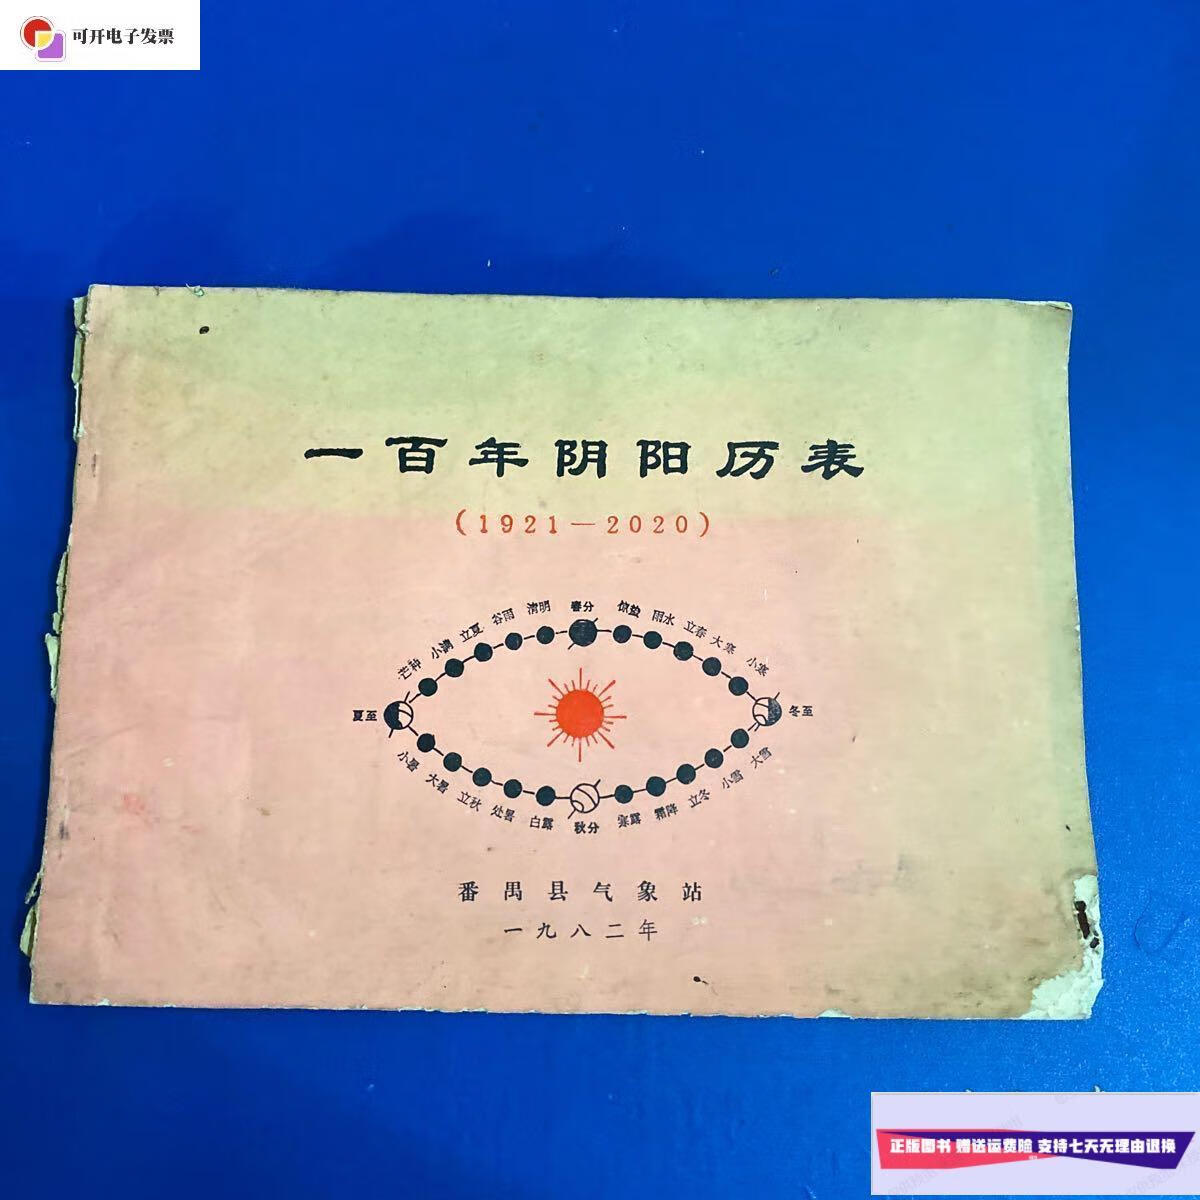 可开电子发票
一百年阴阳历表
(1921—2020)
芒种 小满 立夏 谷雨 清明 春分 惊蛰 雨水 立春 大寒 小寒
夏至 冬至
小暑 大暑 立秋 处暑 白露 秋分 寒露 霜降 立冬 小雪 大雪
番禺县气象站
一九八二年
正版图书 赠送运费险 支持七天无理由退换